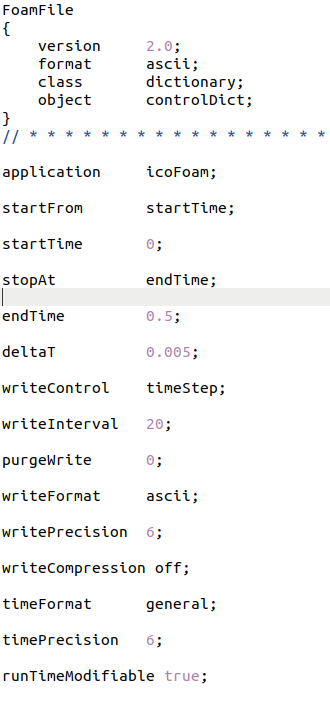 FoamFile
{
    version     2.0;
    format      ascii;
    class       dictionary;
    object      controlDict;
}
// * * * * * * * * * * * * * * * * *
application     icoFoam;
startFrom       startTime;
startTime       0;
stopAt          endTime;
endTime         0.5;
deltaT          0.005;
writeControl    timeStep;
writeInterval   20;
purgeWrite      0;
writeFormat     ascii;
writePrecision  6;
writeCompression off;
timeFormat      general;
timePrecision   6;
runTimeModifiable true;